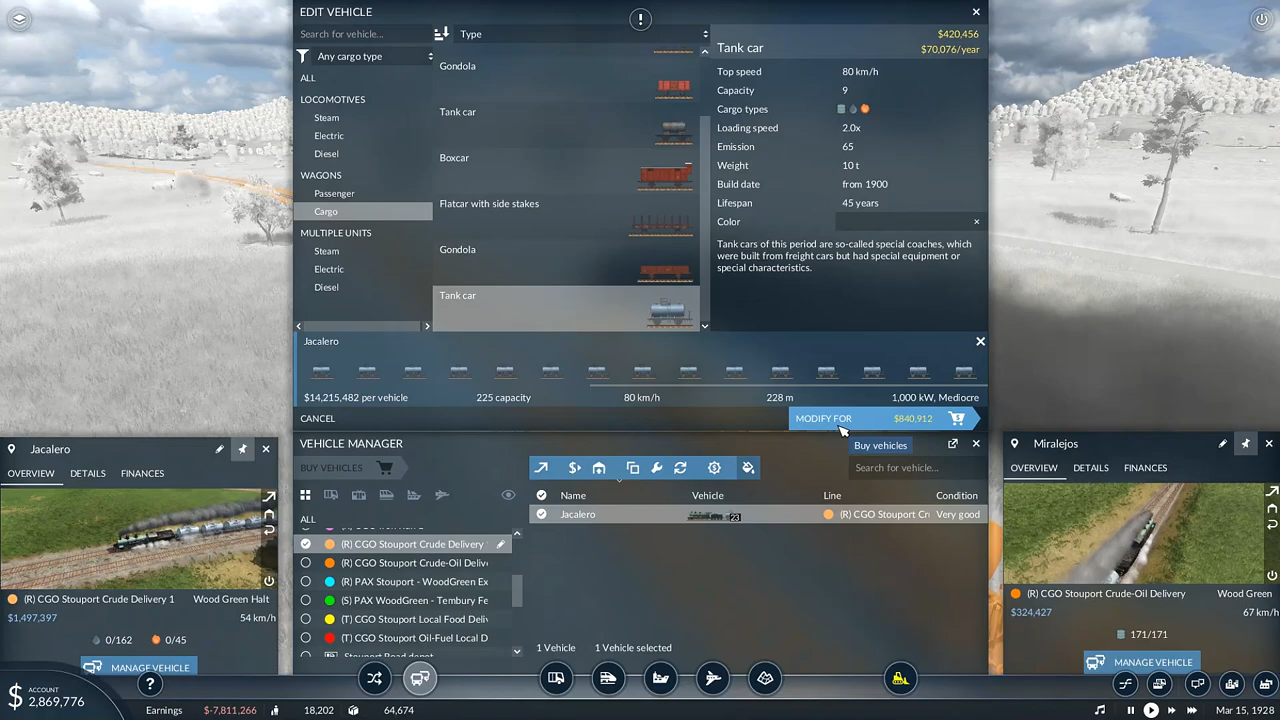 EDIT VEHICLE
Search for vehicle...
Type
Any cargo type
ALL
LOCOMOTIVES
Steam
Electric
Diesel
WAGONS
Passenger
Cargo
MULTIPLE UNITS
Steam
Electric
Diesel
Gondola
Tank car
Boxcar
Flatcar with side stakes
Gondola
Tank car
Tank car
$420,456
$70,076/year
Top speed 80 km/h
Capacity 9
Cargo types
Loading speed 2.0x
Emission 65
Weight 10 t
Build date from 1900
Lifespan 45 years
Color
Tank cars of this period are so-called special coaches, which
were built from freight cars but had special equipment or
special characteristics.
Jacalero
$14,215,482 per vehicle 225 capacity 80 km/h 228 m 1,000 kW, Mediocre
CANCEL
MODIFY FOR $840,912
Buy vehicles
VEHICLE MANAGER
BUY VEHICLES
Search for vehicle...
ALL
(R) CGO Stouport Crude Delivery
(R) CGO Stouport Crude-Oil Deliv
(R) PAX Stouport - WoodGreen Ex
(S) PAX WoodGreen - Tembury Fe
(T) CGO Stouport Local Food Deliv
(T) CGO Stouport Oil-Fuel Local D
Stouport Road depot
Name Vehicle Line Condition
Jacalero 23 (R) CGO Stouport Cr Very good
1 Vehicle 1 Vehicle selected
Jacalero
OVERVIEW DETAILS FINANCES
(R) CGO Stouport Crude Delivery 1 Wood Green Halt
$1,497,397 54 km/h
0/162 0/45
MANAGE VEHICLE
Miralejos
OVERVIEW DETAILS FINANCES
(R) CGO Stouport Crude-Oil Delivery Wood Green
$324,427 67 km/h
171/171
MANAGE VEHICLE
$ ACCOUNT
2,869,776
?
Earnings $-7,811,266 18,202 64,674
Mar 15, 1928